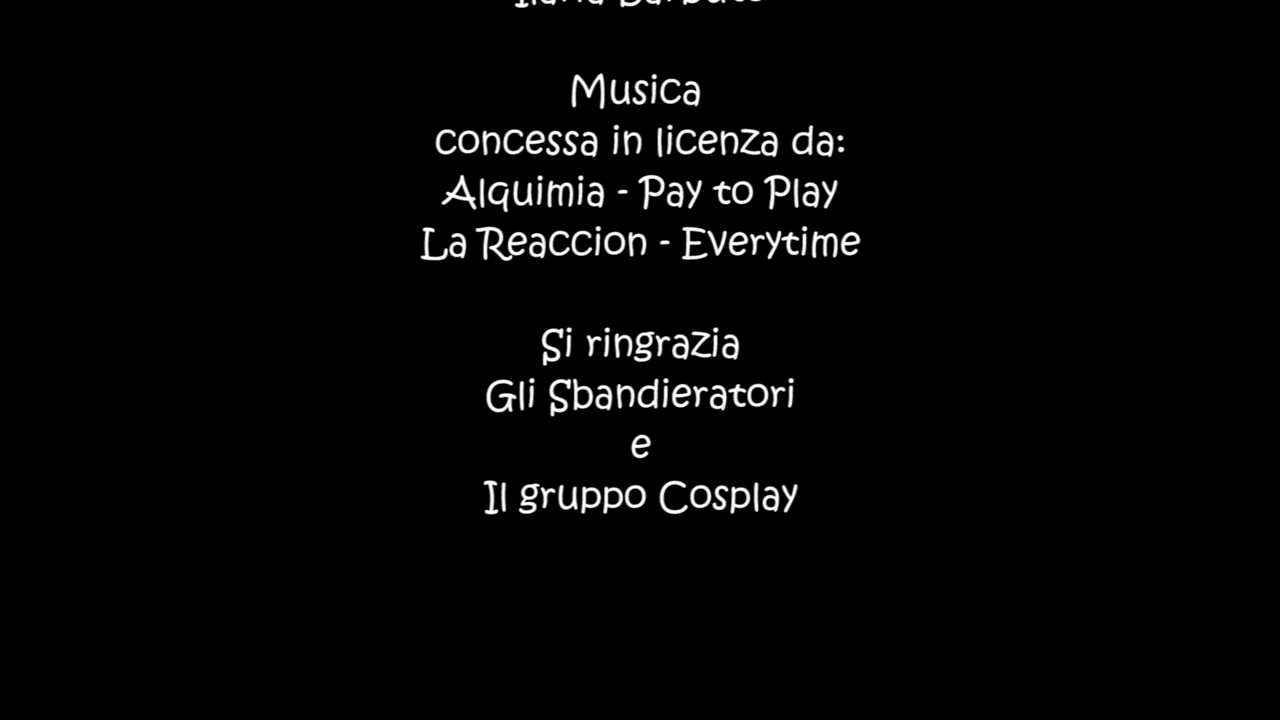 Musica
concessa in licenza da:
Alquimia - Pay to Play
La Reaccion - Everytime
Si ringrazia
Gli Sbandieratori
e
Il gruppo Cosplay